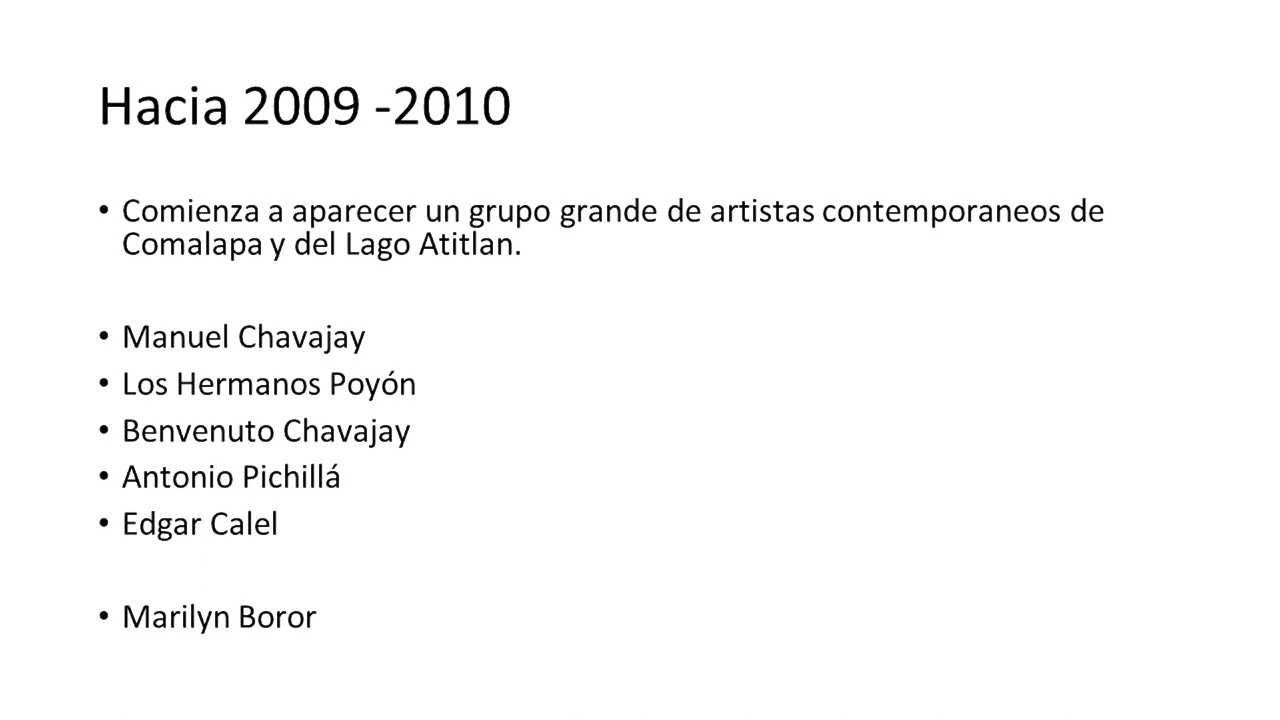 Hacia 2009 -2010
• Comienza a aparecer un grupo grande de artistas contemporaneos de
Comalapa y del Lago Atitlan.
• Manuel Chavajay
• Los Hermanos Poyón
• Benvenuto Chavajay
• Antonio Pichillá
• Edgar Calel
• Marilyn Boror